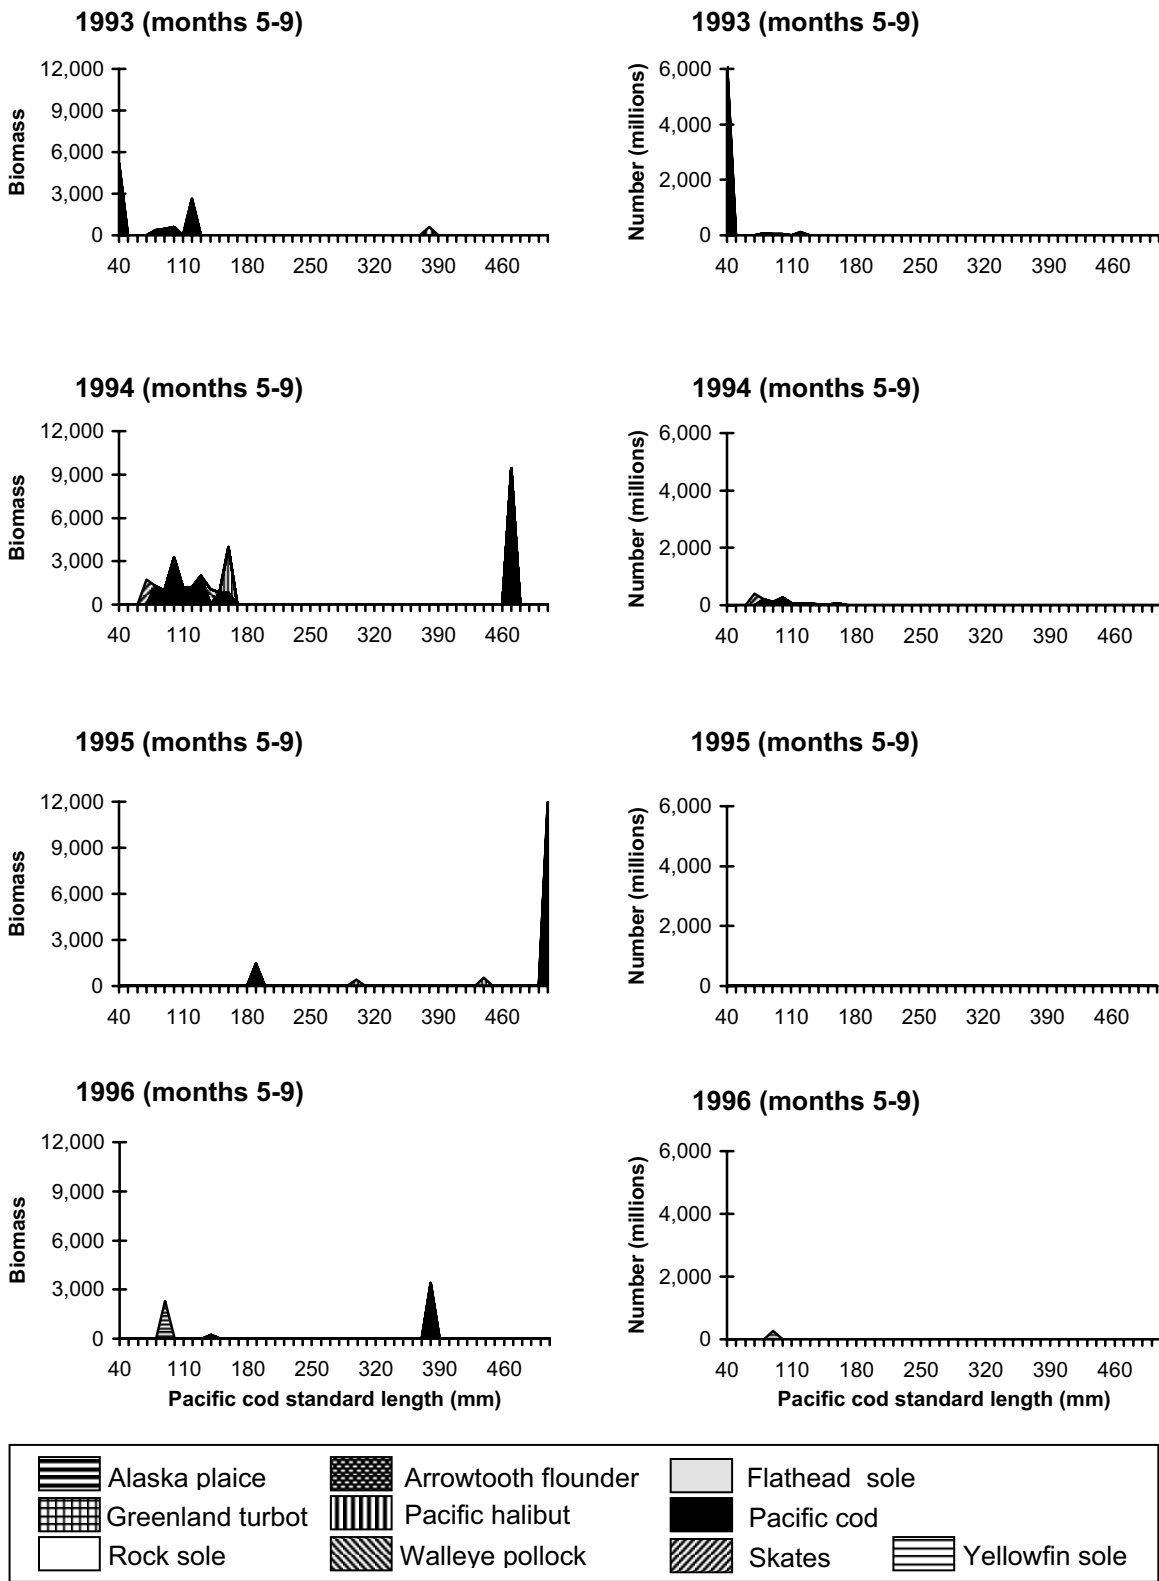 1993 (months 5-9)
12,000
9,000
6,000
3,000
0
Biomass
40 110 180 250 320 390 460
1993 (months 5-9)
6,000
4,000
2,000
0
Number (millions)
40 110 180 250 320 390 460
1994 (months 5-9)
12,000
9,000
6,000
3,000
0
Biomass
40 110 180 250 320 390 460
1994 (months 5-9)
6,000
4,000
2,000
0
Number (millions)
40 110 180 250 320 390 460
1995 (months 5-9)
12,000
9,000
6,000
3,000
0
Biomass
40 110 180 250 320 390 460
1995 (months 5-9)
6,000
4,000
2,000
0
Number (millions)
40 110 180 250 320 390 460
1996 (months 5-9)
12,000
9,000
6,000
3,000
0
Biomass
40 110 180 250 320 390 460
Pacific cod standard length (mm)
1996 (months 5-9)
6,000
4,000
2,000
0
Number (millions)
40 110 180 250 320 390 460
Pacific cod standard length (mm)
Alaska plaice Arrowtooth flounder Flathead sole
Greenland turbot Pacific halibut Pacific cod
Rock sole Walleye pollock Skates Yellowfin sole